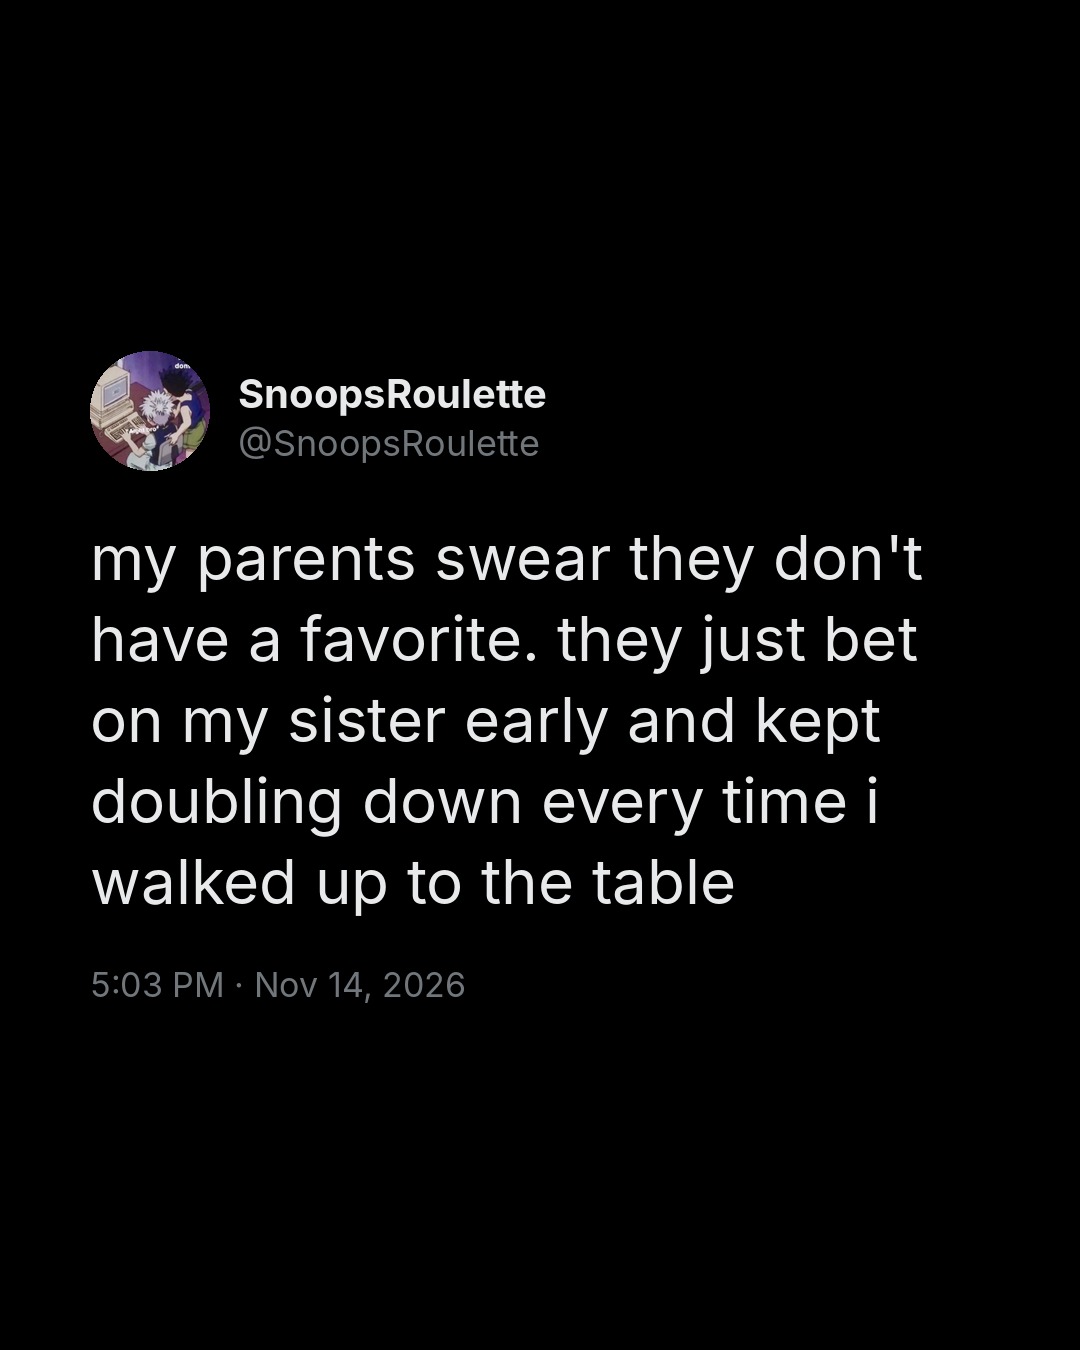 SnoopsRoulette
@SnoopsRoulette
my parents swear they don't
have a favorite. they just bet
on my sister early and kept
doubling down every time i
walked up to the table
5:03 PM · Nov 14, 2026